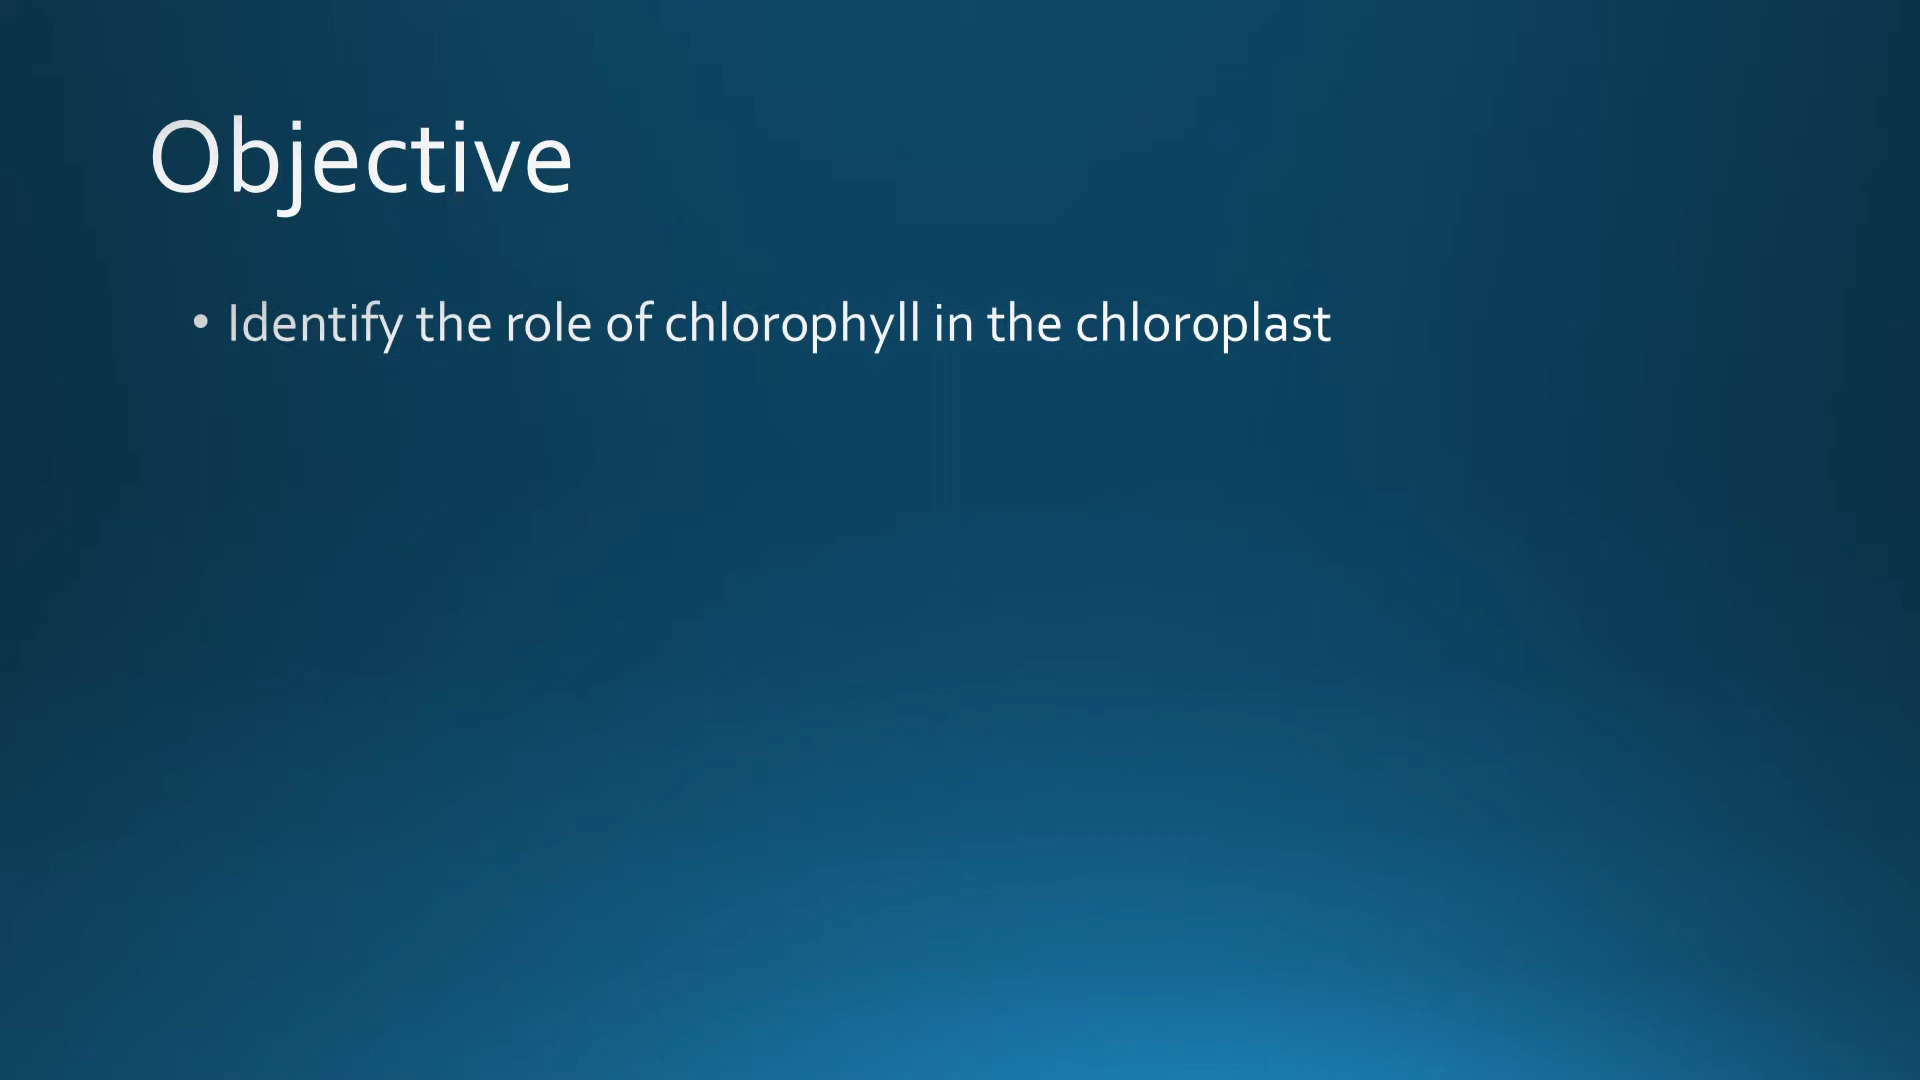 Objective
• Identify the role of chlorophyll in the chloroplast